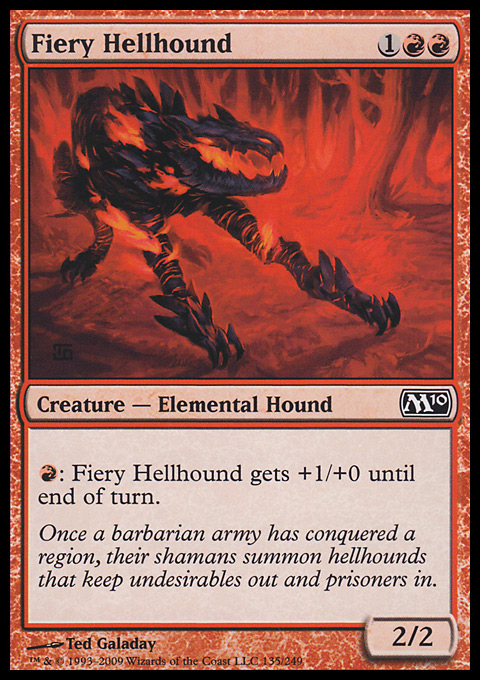 Fiery Hellhound 1
Creature — Elemental Hound M10
: Fiery Hellhound gets +1/+0 until
end of turn.
Once a barbarian army has conquered a
region, their shamans summon hellhounds
that keep undesirables out and prisoners in.
2/2
Ted Galaday
™ & © 1993–2009 Wizards of the Coast LLC 135/249